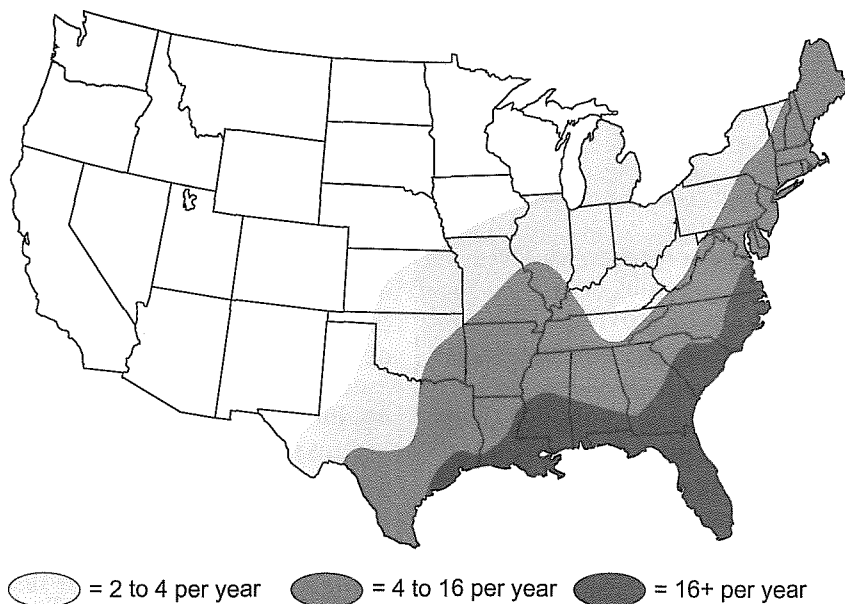 = 2 to 4 per year = 4 to 16 per year = 16+ per year